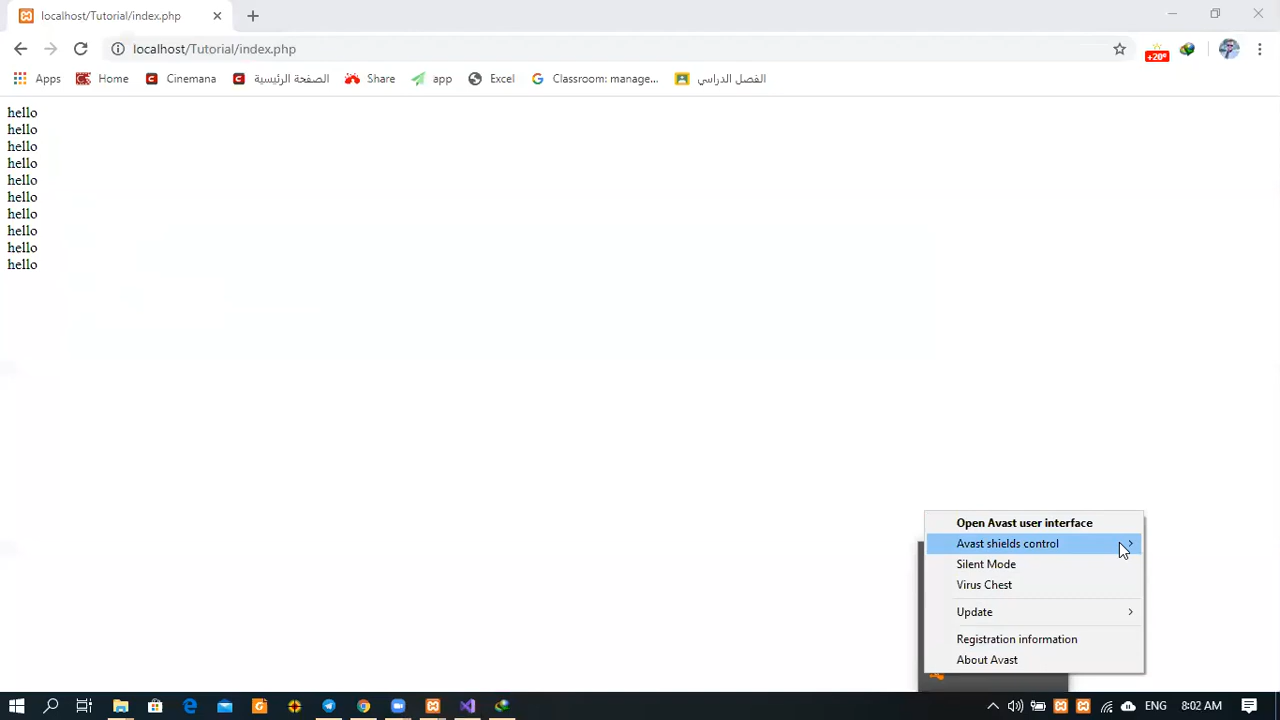 localhost/Tutorial/index.php
localhost/Tutorial/index.php
+20°
Apps Home Cinemana الصفحة الرئيسية Share app Excel Classroom: manage... الفصل الدراسي
hello
hello
hello
hello
hello
hello
hello
hello
hello
hello
Open Avast user interface
Avast shields control
Silent Mode
Virus Chest
Update
Registration information
About Avast
ENG 8:02 AM